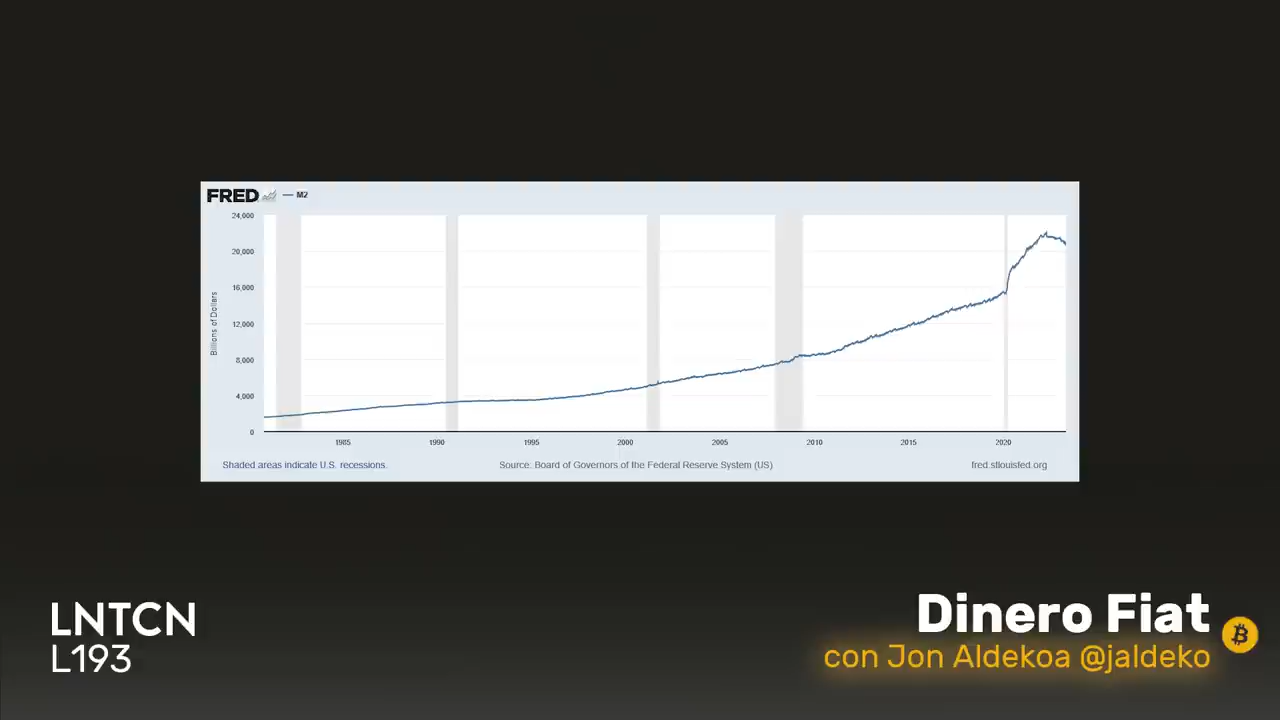 FRED — M2
24,000
20,000
16,000
12,000
8,000
4,000
0
Billions of Dollars
1985 1990 1995 2000 2005 2010 2015 2020
Shaded areas indicate U.S. recessions. Source: Board of Governors of the Federal Reserve System (US) fred.stlouisfed.org
LNTCN
L193
Dinero Fiat
con Jon Aldekoa @jaldeko